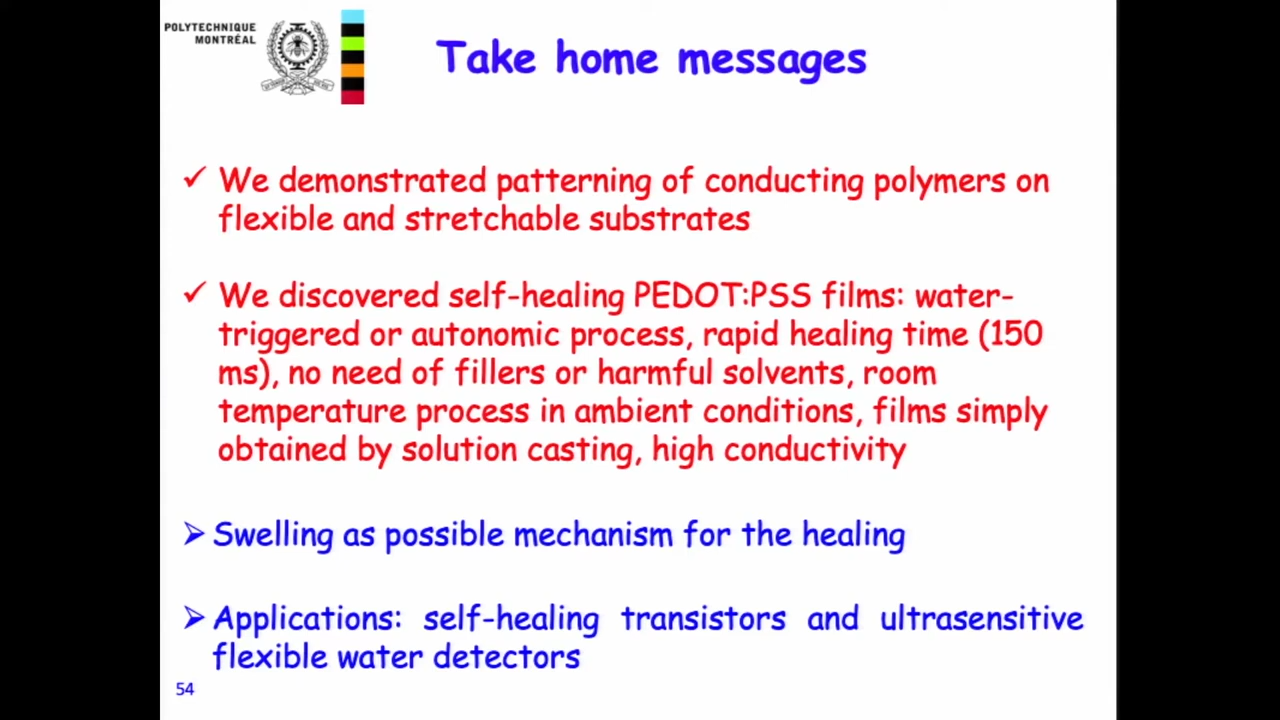 POLYTECHNIQUE
MONTRÉAL
Take home messages
✓ We demonstrated patterning of conducting polymers on
flexible and stretchable substrates
✓ We discovered self-healing PEDOT:PSS films: water-
triggered or autonomic process, rapid healing time (150
ms), no need of fillers or harmful solvents, room
temperature process in ambient conditions, films simply
obtained by solution casting, high conductivity
➢ Swelling as possible mechanism for the healing
➢ Applications: self-healing transistors and ultrasensitive
flexible water detectors
54